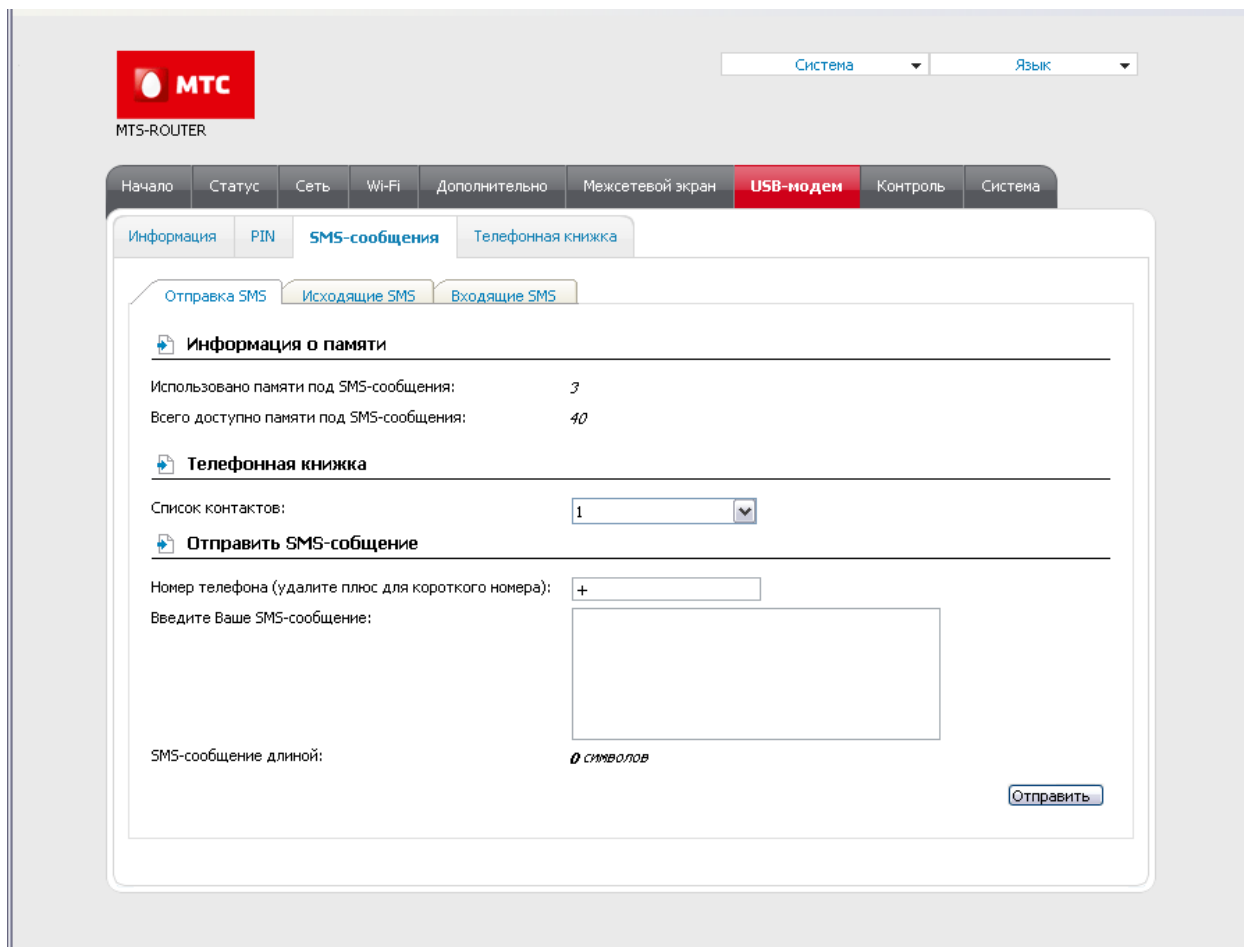 Система Язык
МТС
MTS-ROUTER
Начало Статус Сеть Wi-Fi Дополнительно Межсетевой экран USB-модем Контроль Система
Информация PIN SMS-сообщения Телефонная книжка
Отправка SMS Исходящие SMS Входящие SMS
Информация о памяти
Использовано памяти под SMS-сообщения: 3
Всего доступно памяти под SMS-сообщения: 40
Телефонная книжка
Список контактов: 1
Отправить SMS-собщение
Номер телефона (удалите плюс для короткого номера): +
Введите Ваше SMS-сообщение:
SMS-сообщение длиной: 0 символов
Отправить